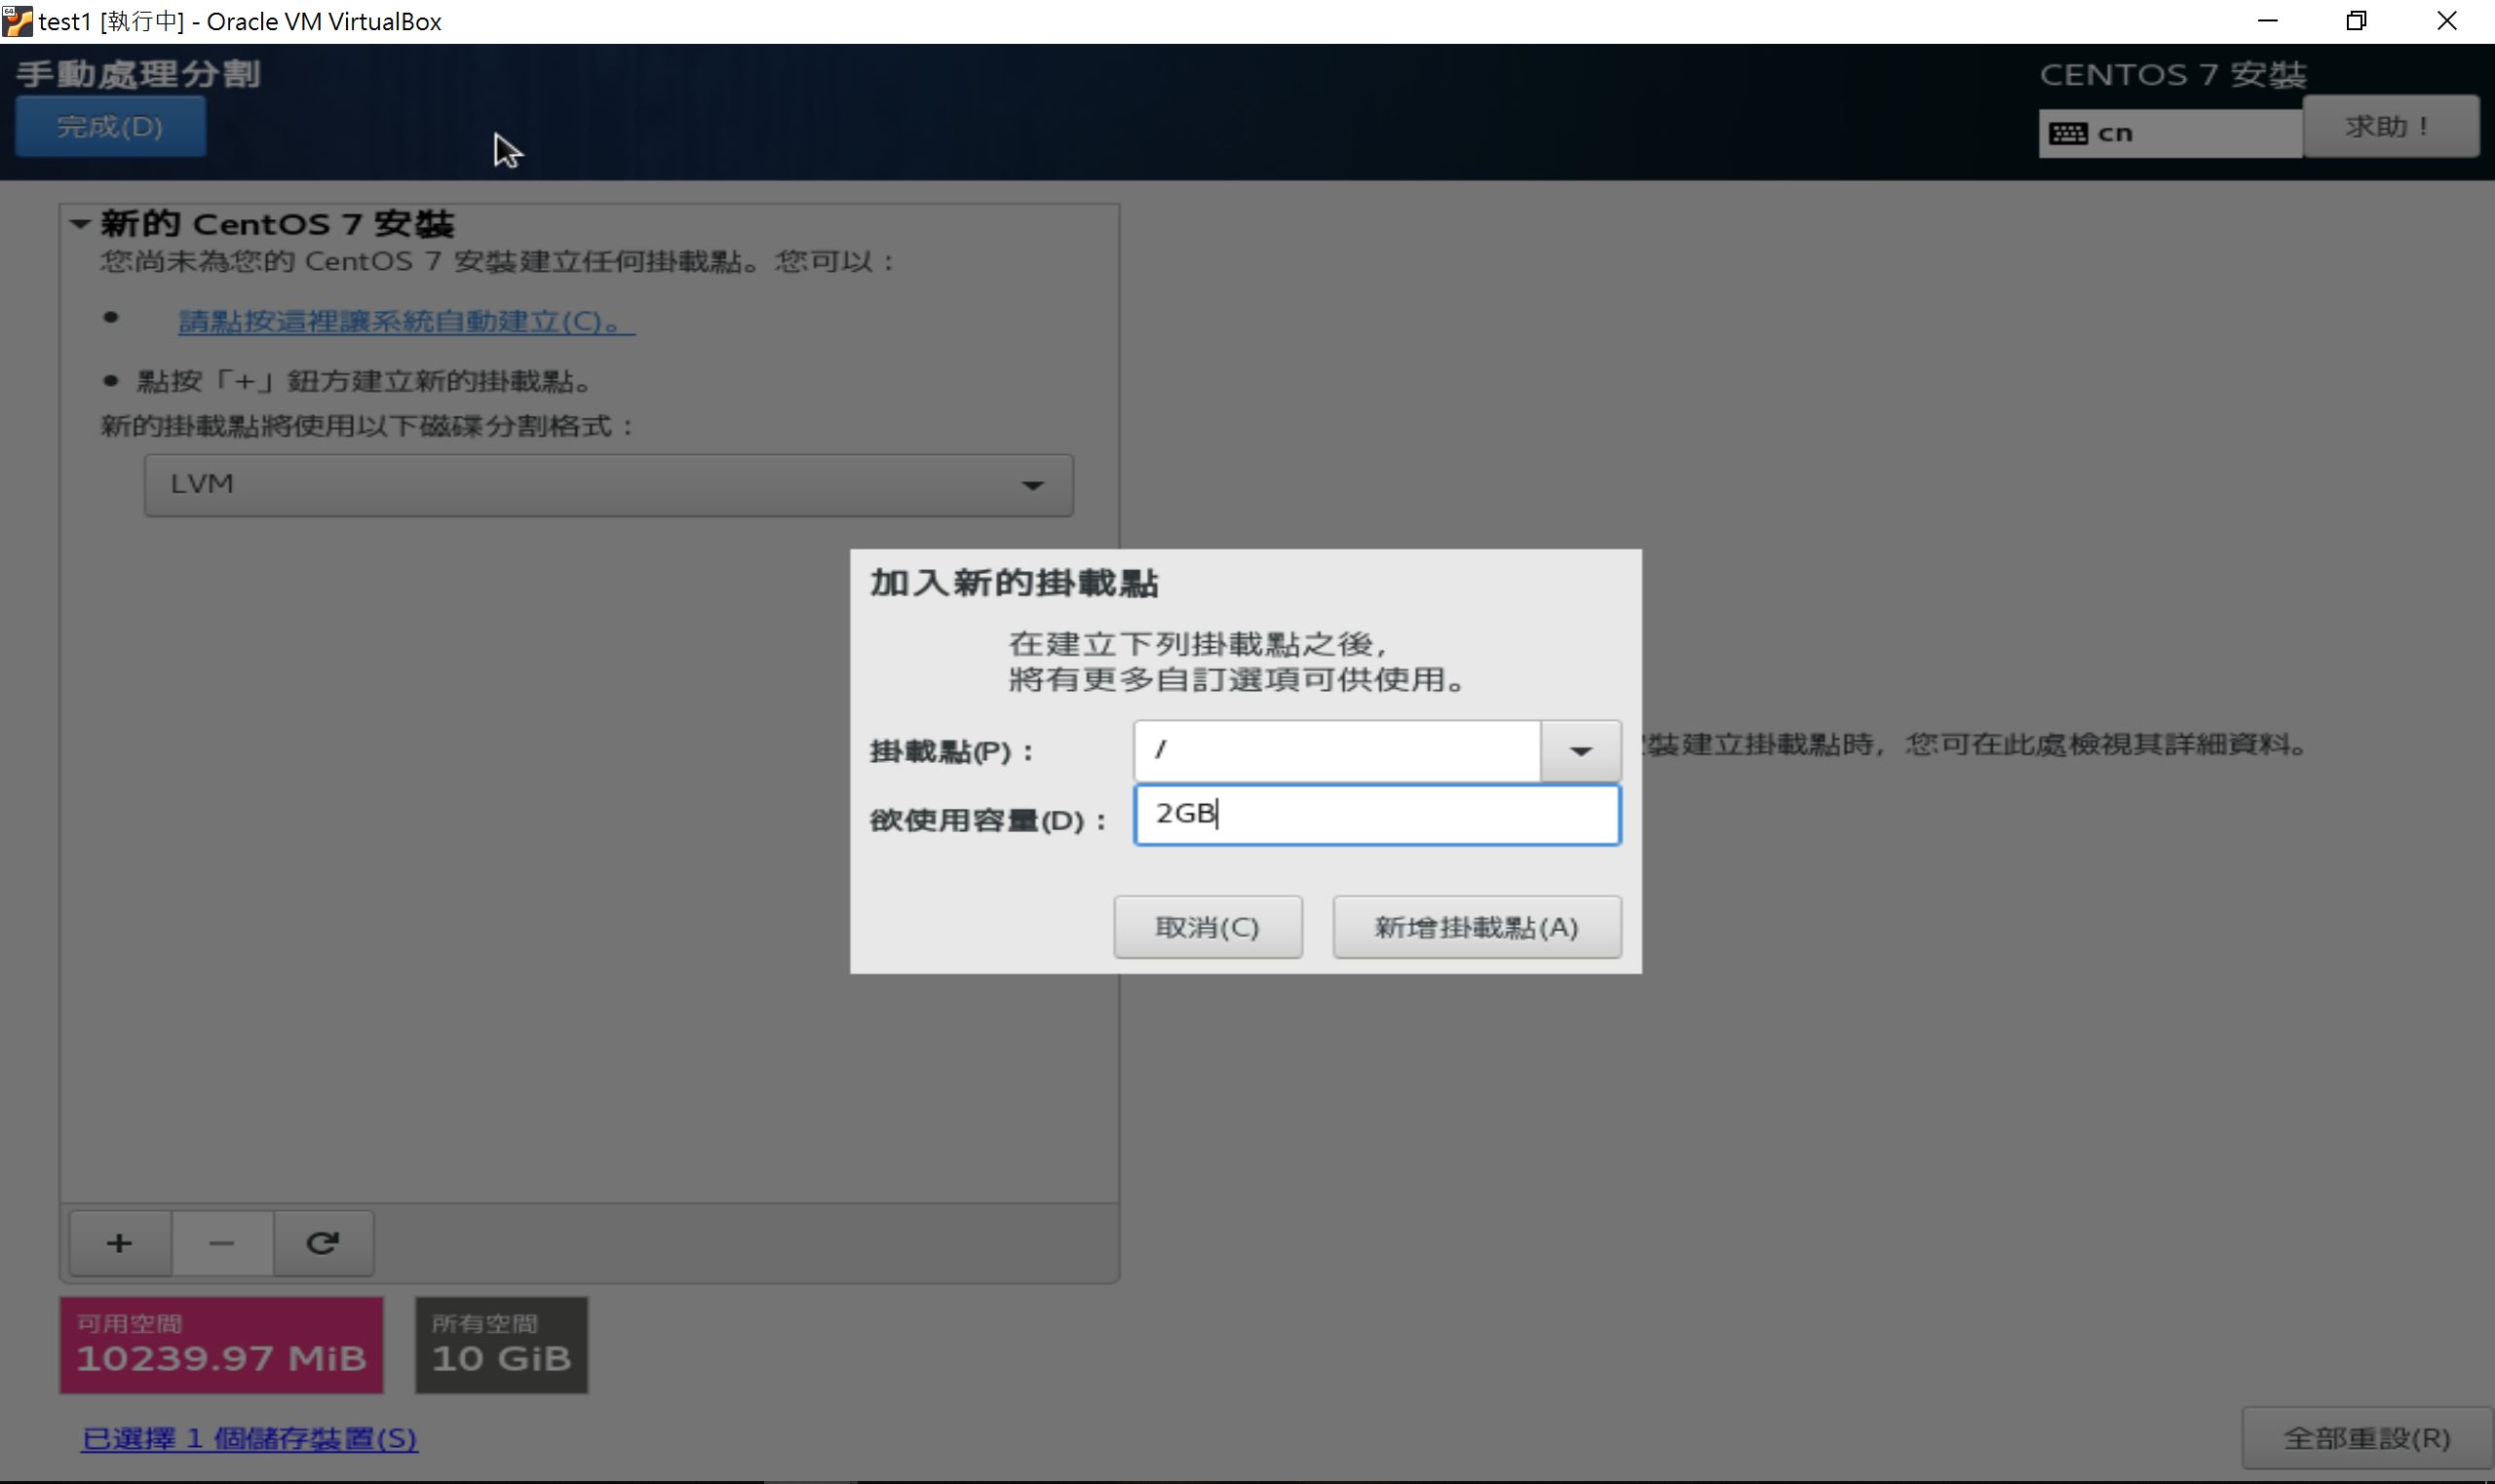 test1 [執行中] - Oracle VM VirtualBox
手動處理分割
CENTOS 7 安裝
完成(D)
cn
求助！
新的 CentOS 7 安裝
您尚未為您的 CentOS 7 安裝建立任何掛載點。您可以：
• 請點按這裡讓系統自動建立(C)。
• 點按「+」鈕方建立新的掛載點。
新的掛載點將使用以下磁碟分割格式：
LVM
加入新的掛載點
在建立下列掛載點之後，
將有更多自訂選項可供使用。
掛載點(P)：
/
裝建立掛載點時，您可在此處檢視其詳細資料。
欲使用容量(D)：
2GB
取消(C)
新增掛載點(A)
可用空間
10239.97 MiB
所有空間
10 GiB
已選擇 1 個儲存裝置(S)
全部重設(R)